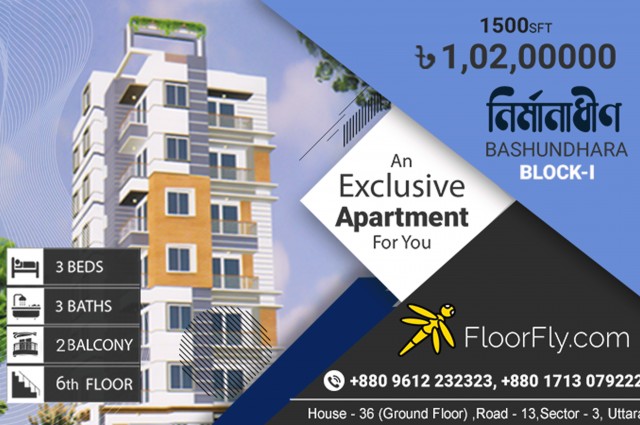 1500SFT
৳ 1,02,00000
নির্মানাধীণ
BASHUNDHARA
BLOCK-I
An
Exclusive
Apartment
For You
3 BEDS
3 BATHS
2 BALCONY
6th FLOOR
FloorFly.com
+880 9612 232323, +880 1713 079222
House - 36 (Ground Floor) ,Road - 13,Sector - 3, Uttara